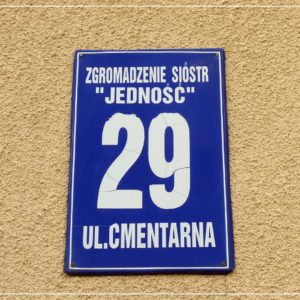 ZGROMADZENIE SIÓSTR
"JEDNOŚĆ"
29
UL.CMENTARNA